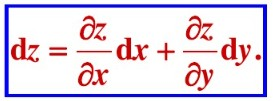 dz = ∂z/∂x dx + ∂z/∂y dy.